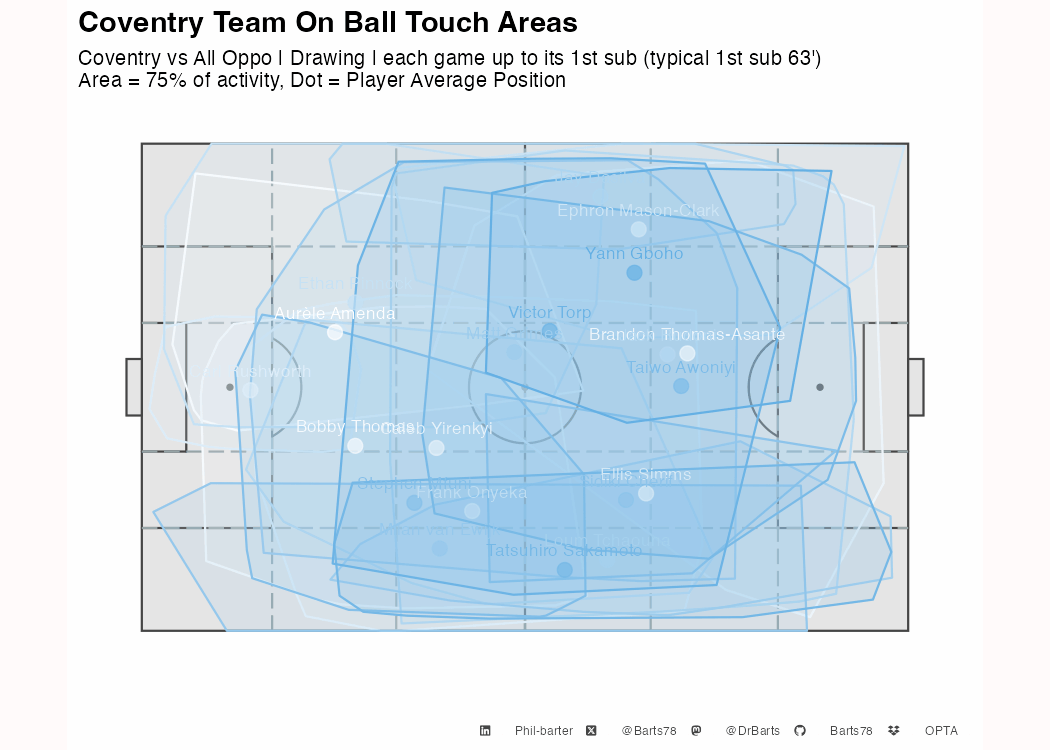 Coventry Team On Ball Touch Areas
Coventry vs All Oppo | Drawing | each game up to its 1st sub (typical 1st sub 63')
Area = 75% of activity, Dot = Player Average Position
Ephron Mason-Clark
Yann Gboho
Aurèle Amenda
Victor Torp
Brandon Thomas-Asante
Taiwo Awoniyi
Rushworth
Bobby Thomas
Caleb Yirenkyi
Ellis Simms
Frank Onyeka
Tatsuhiro Sakamoto
Phil-barter
@Barts78
@DrBarts
Barts78
OPTA